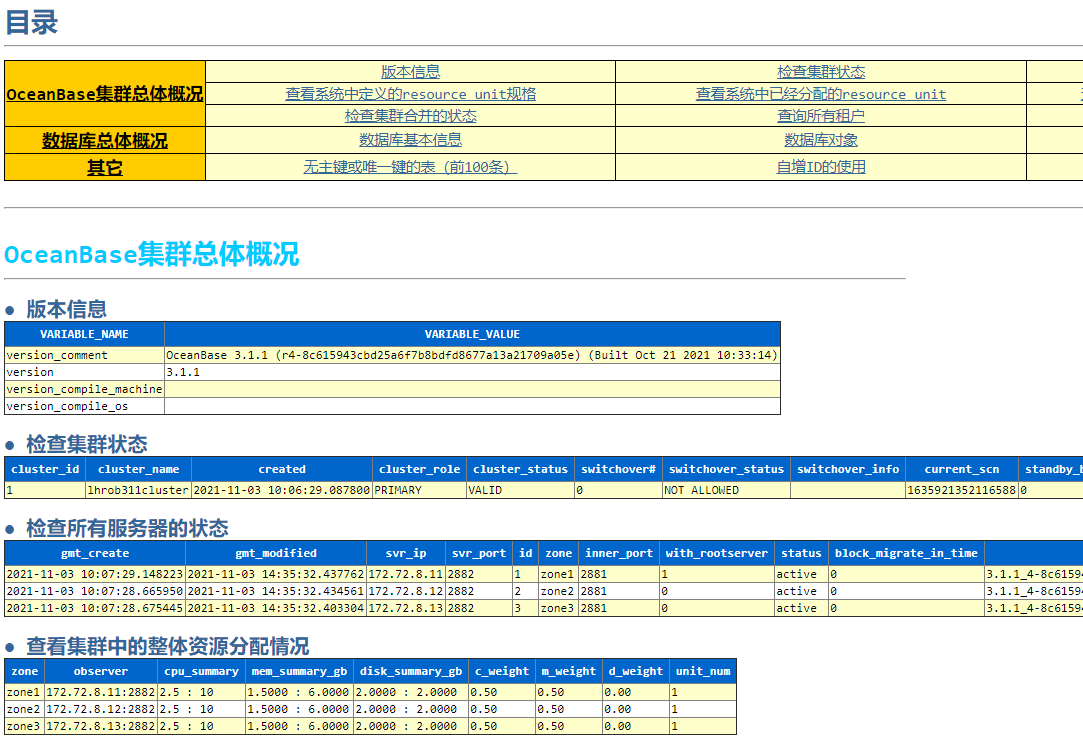 目录
OceanBase集群总体概况 版本信息 检查集群状态
查看系统中定义的resource unit规格 查看系统中已经分配的resource unit
检查集群合并的状态 查询所有租户
数据库总体概况 数据库基本信息 数据库对象
其它 无主键或唯一键的表（前100条） 自增ID的使用
OceanBase集群总体概况
● 版本信息
VARIABLE_NAME VARIABLE_VALUE
version_comment OceanBase 3.1.1 (r4-8c615943cbd25a6f7b8bdfd8677a13a21709a05e) (Built Oct 21 2021 10:33:14)
version 3.1.1
version_compile_machine
version_compile_os
● 检查集群状态
cluster_id cluster_name created cluster_role cluster_status switchover# switchover_status switchover_info current_scn standby_b
1 lhrob311cluster 2021-11-03 10:06:29.087800 PRIMARY VALID 0 NOT ALLOWED 1635921352116588 0
● 检查所有服务器的状态
gmt_create gmt_modified svr_ip svr_port id zone inner_port with_rootserver status block_migrate_in_time
2021-11-03 10:07:29.148223 2021-11-03 14:35:32.437762 172.72.8.11 2882 1 zone1 2881 1 active 0 3.1.1_4-8c6159
2021-11-03 10:07:28.665950 2021-11-03 14:35:32.434561 172.72.8.12 2882 2 zone2 2881 0 active 0 3.1.1_4-8c6159
2021-11-03 10:07:28.675445 2021-11-03 14:35:32.403304 172.72.8.13 2882 3 zone3 2881 0 active 0 3.1.1_4-8c6159
● 查看集群中的整体资源分配情况
zone observer cpu_summary mem_summary_gb disk_summary_gb c_weight m_weight d_weight unit_num
zone1 172.72.8.11:2882 2.5 : 10 1.5000 : 6.0000 2.0000 : 2.0000 0.50 0.50 0.00 1
zone2 172.72.8.12:2882 2.5 : 10 1.5000 : 6.0000 2.0000 : 2.0000 0.50 0.50 0.00 1
zone3 172.72.8.13:2882 2.5 : 10 1.5000 : 6.0000 2.0000 : 2.0000 0.50 0.50 0.00 1